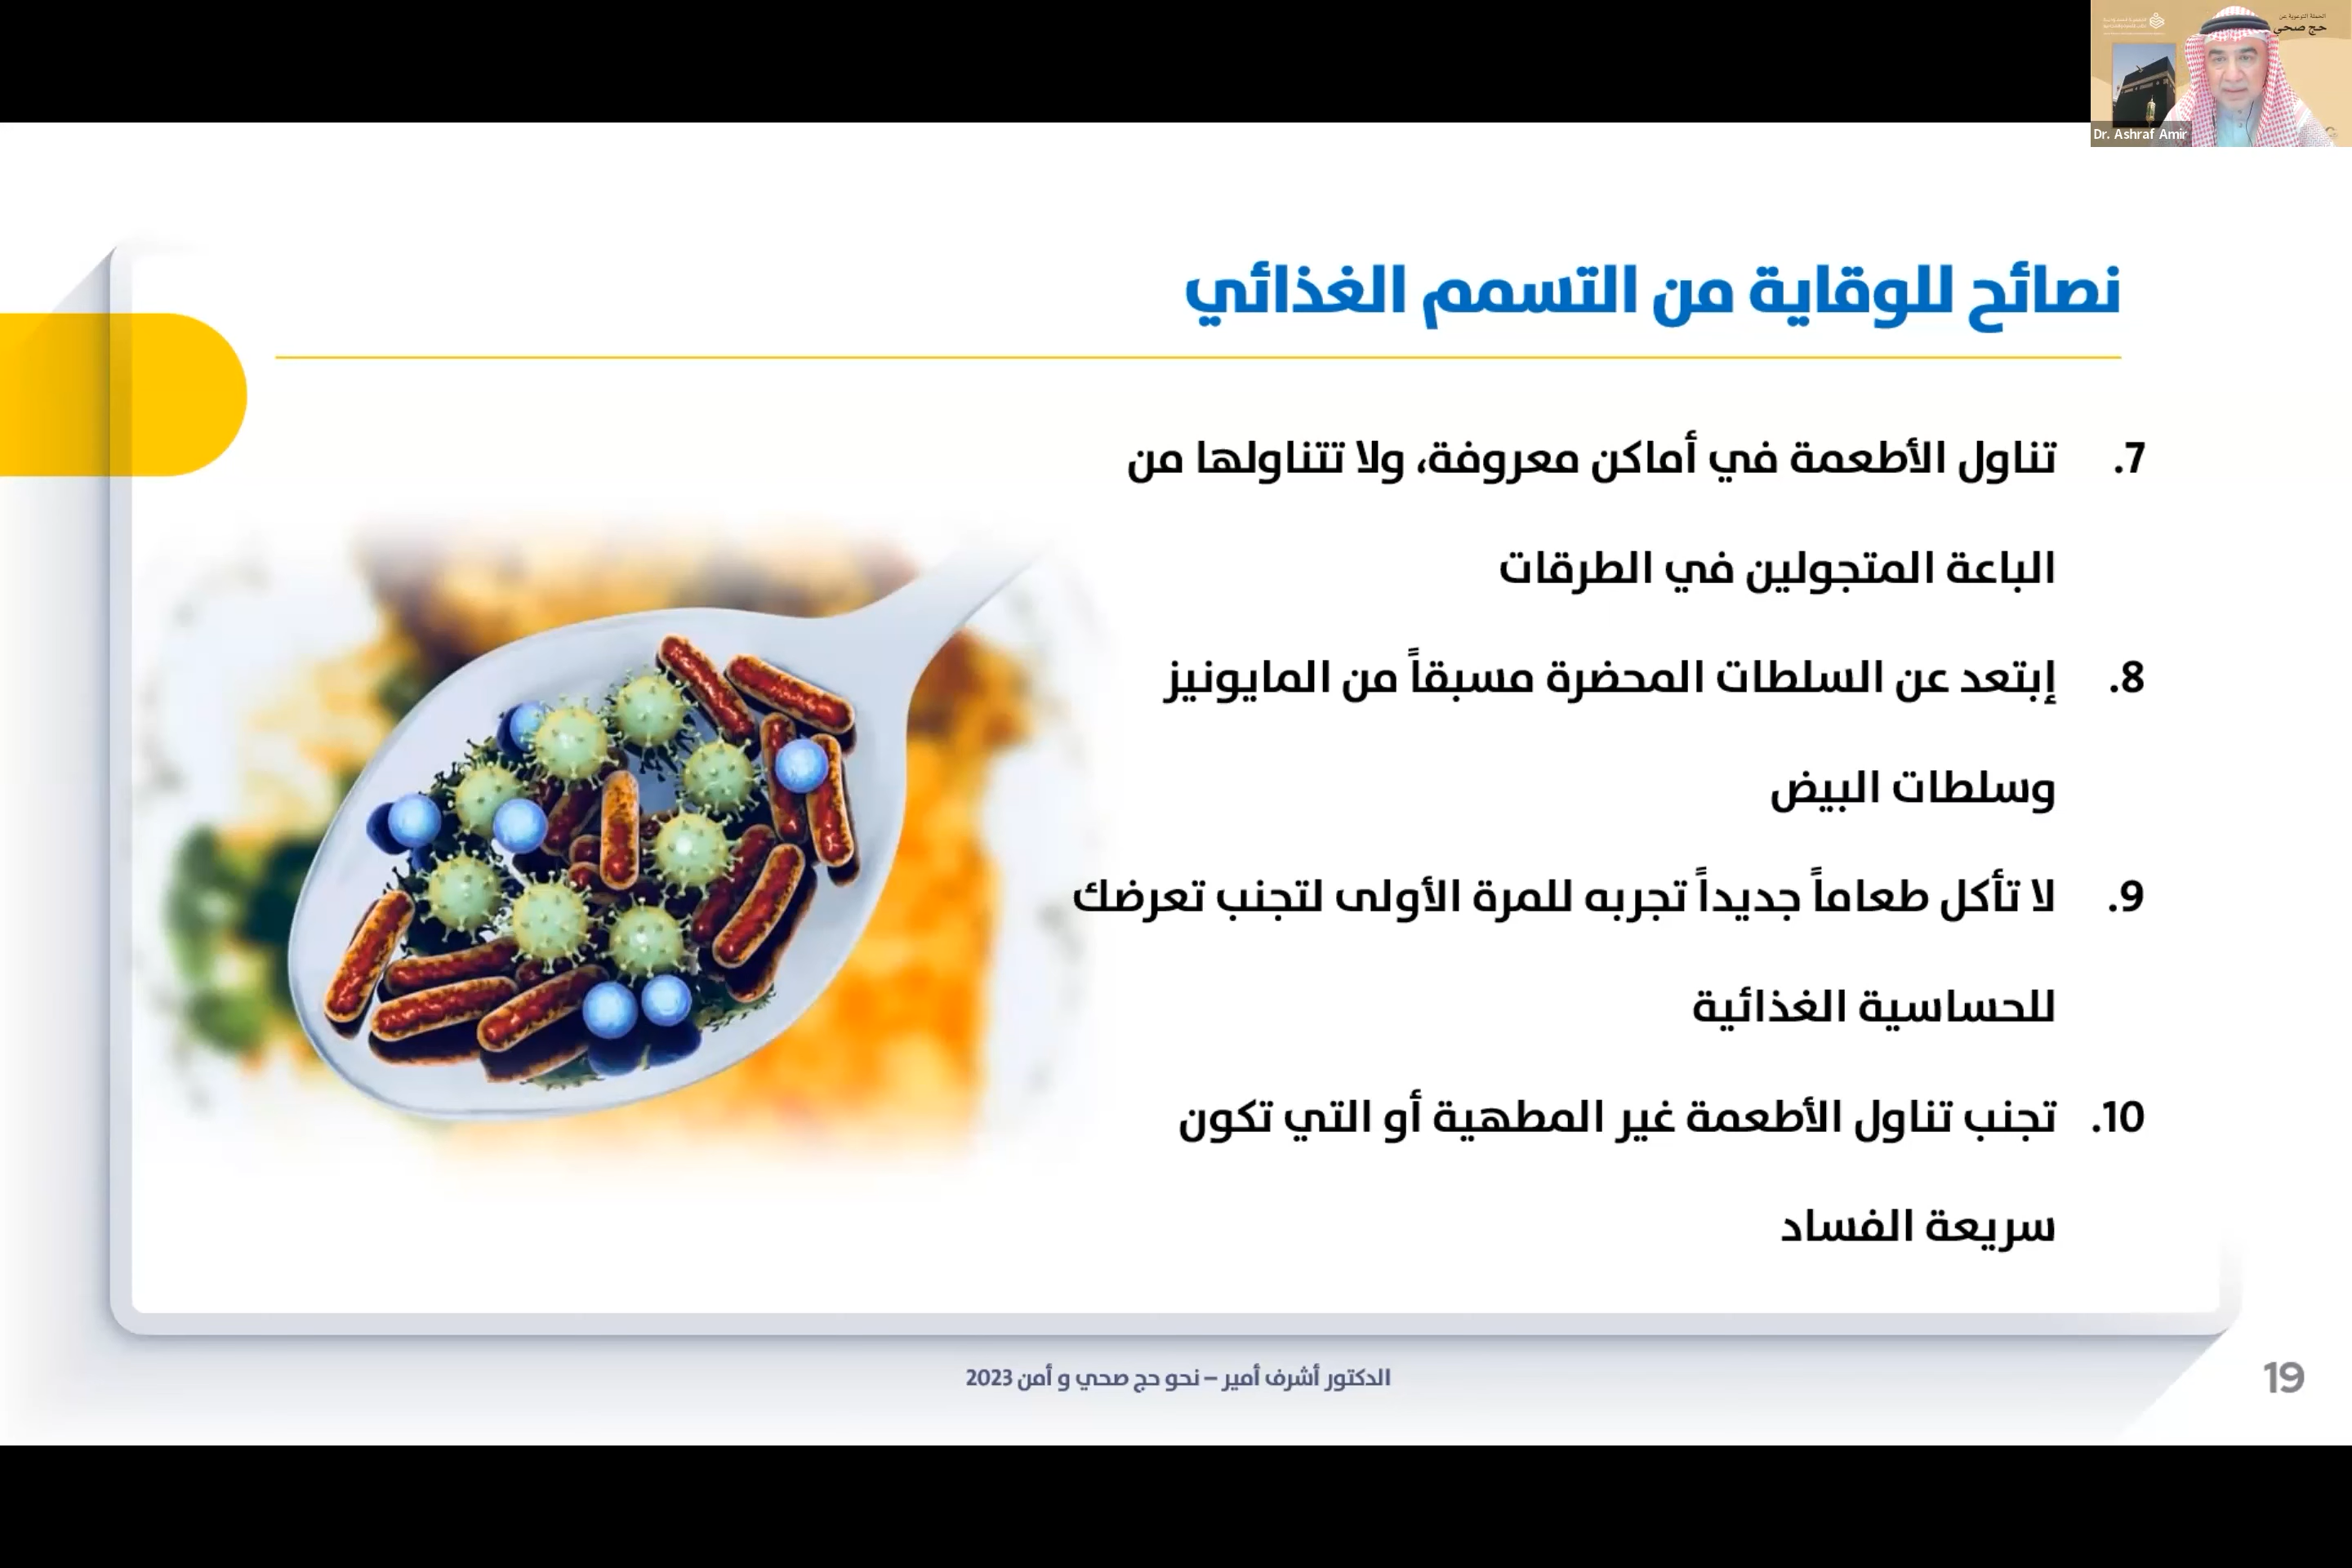 الحملة التوعوية عن
حج صحي
Dr. Ashraf Amir
نصائح للوقاية من التسمم الغذائي
7. تناول الأطعمة في أماكن معروفة، ولا تتناولها من
الباعة المتجولين في الطرقات
8. إبتعد عن السلطات المحضرة مسبقاً من المايونيز
وسلطات البيض
9. لا تأكل طعاماً جديداً تجربه للمرة الأولى لتجنب تعرضك
للحساسية الغذائية
10. تجنب تناول الأطعمة غير المطهية أو التي تكون
سريعة الفساد
الدكتور أشرف أمير – نحو حج صحي و أمن 2023
19